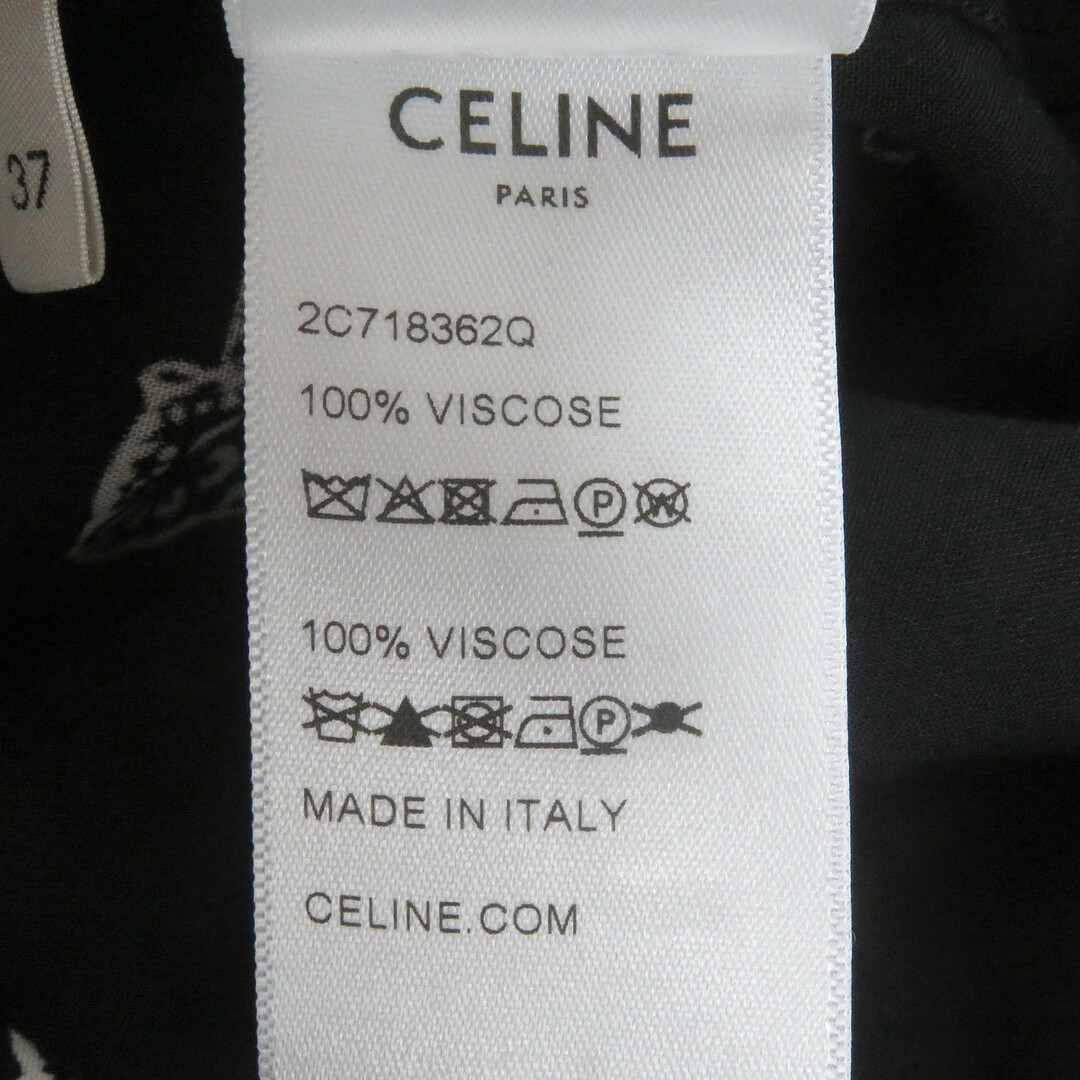 CELINE
PARIS
37
2C718362Q
100% VISCOSE
P W
100% VISCOSE
P
MADE IN ITALY
CELINE.COM